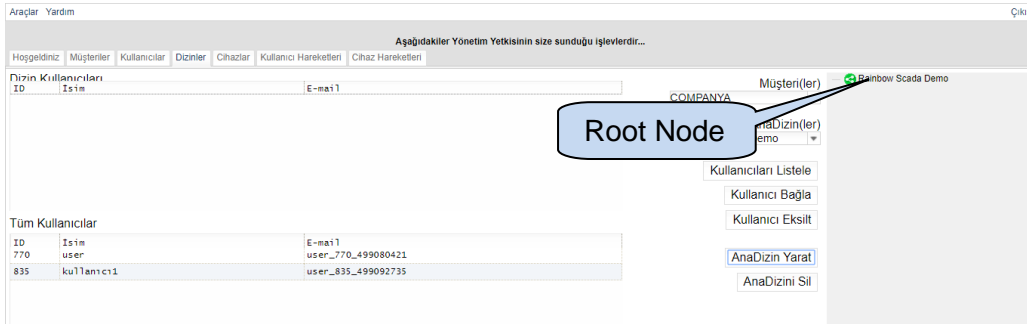 Araçlar Yardım Çıkı
Aşağıdakiler Yönetim Yetkisinin size sunduğu işlevlerdir...
Hoşgeldiniz Müşteriler Kullanıcılar Dizinler Cihazlar Kullanıcı Hareketleri Cihaz Hareketleri
Dizin Kullanıcıları
ID İsim E-mail
Müşteri(ler)
COMPANYA
AnaDizin(ler)
emo
Root Node
Rainbow Scada Demo
Kullanıcıları Listele
Kullanıcı Bağla
Kullanıcı Eksilt
AnaDizin Yarat
AnaDizini Sil
Tüm Kullanıcılar
ID İsim E-mail
770 user user_770_499080421
835 kullanıcı1 user_835_499092735